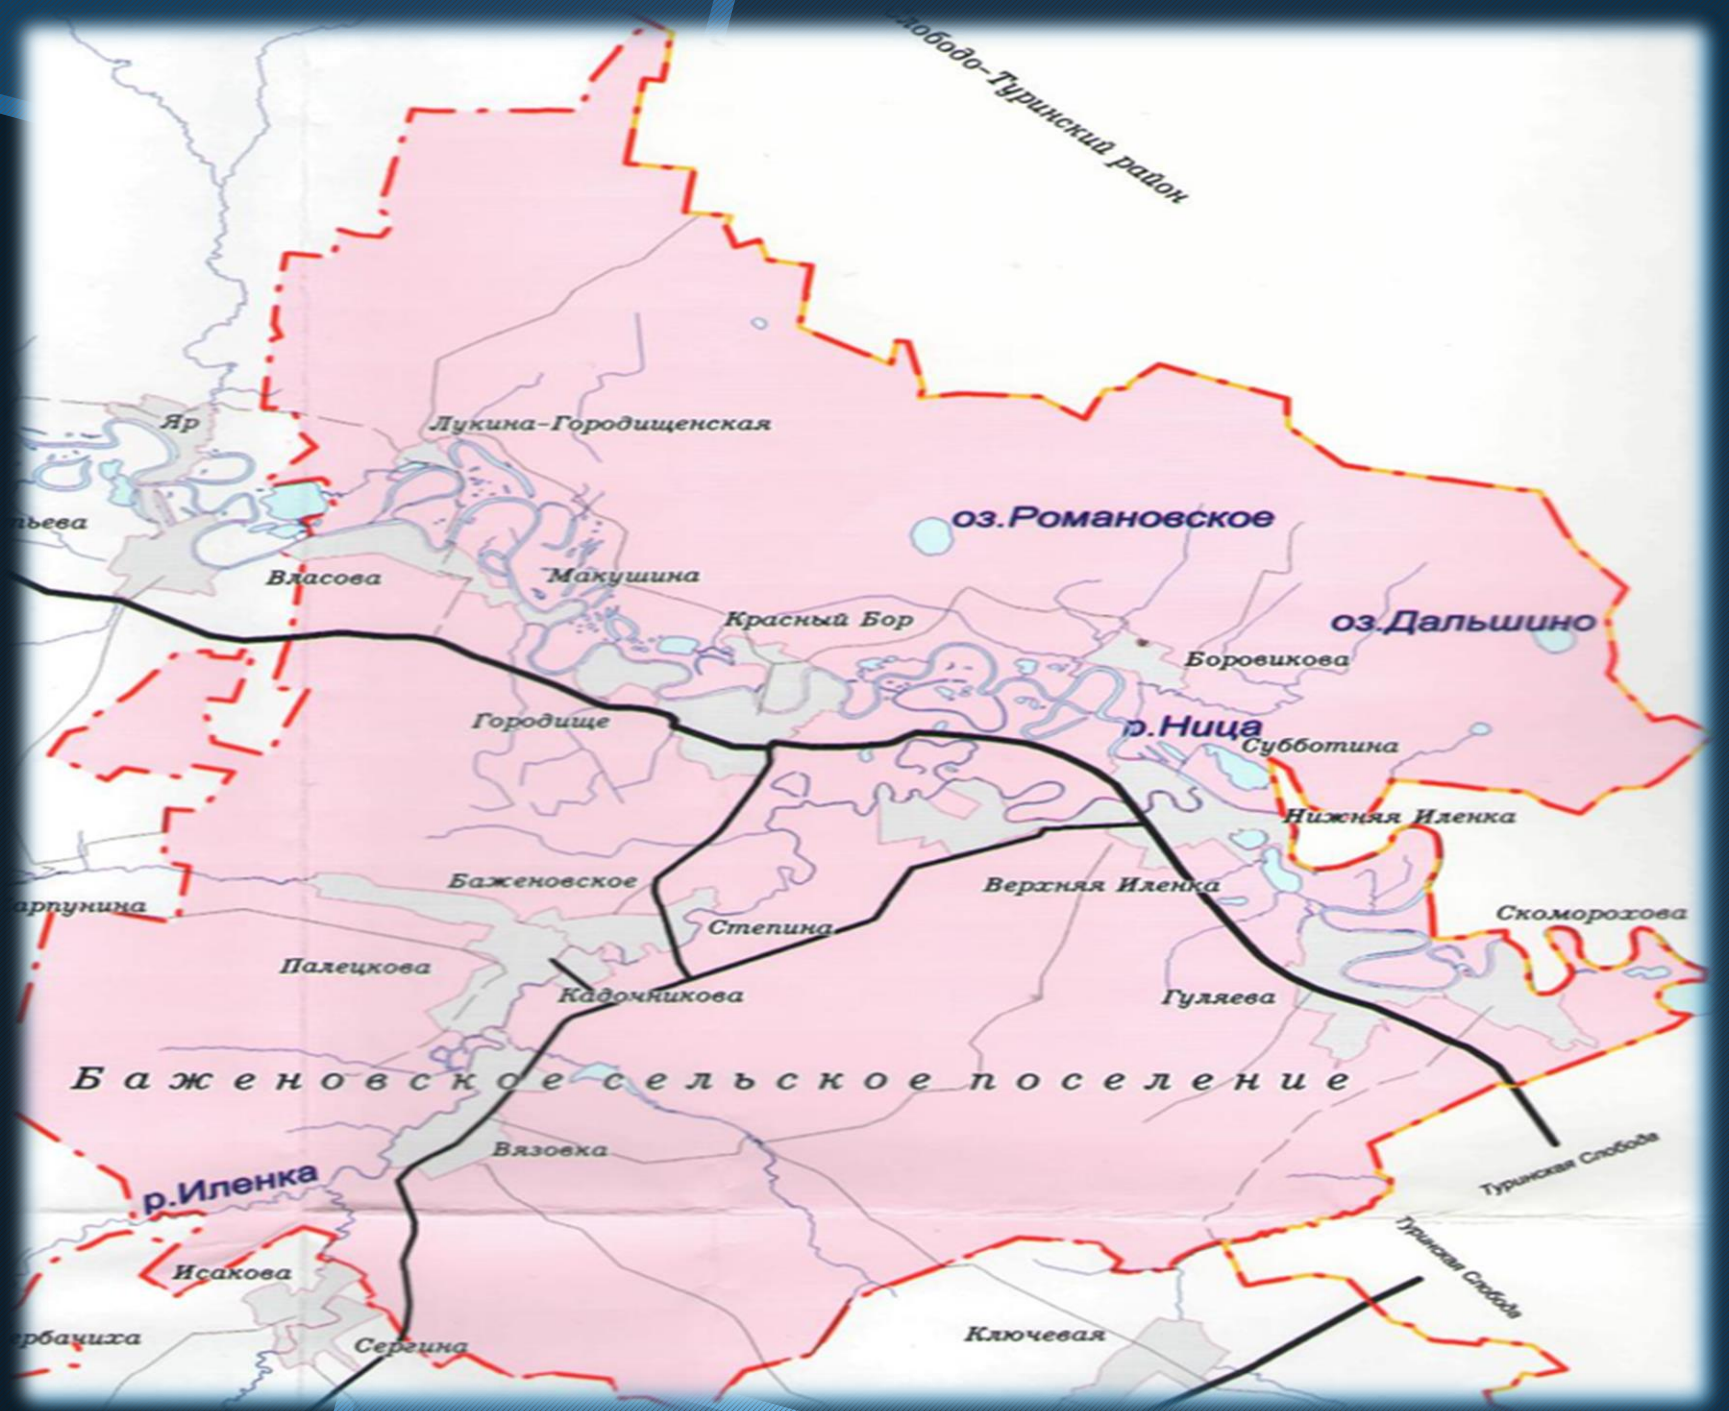 Слободо-Туринский район
Яр
Лукина-Городищенская
оз.Романовское
Власова
Макушина
Красный Бор
оз.Дальшино
Боровикова
Городище
р.Ница
Субботина
Нижняя Иленка
Баженовское
Верхняя Иленка
Степина
Скоморохова
Палецкова
Кадочникова
Гуляева
Баженовское сельское поселение
Вязовка
Туринская Слобода
р.Иленка
Туринская Слобода
Исакова
Ключевая
Сергина